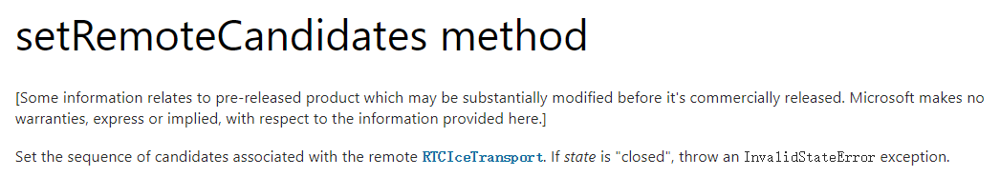 setRemoteCandidates method
[Some information relates to pre-released product which may be substantially modified before it's commercially released. Microsoft makes no
warranties, express or implied, with respect to the information provided here.]
Set the sequence of candidates associated with the remote RTCIceTransport. If state is "closed", throw an InvalidStateError exception.